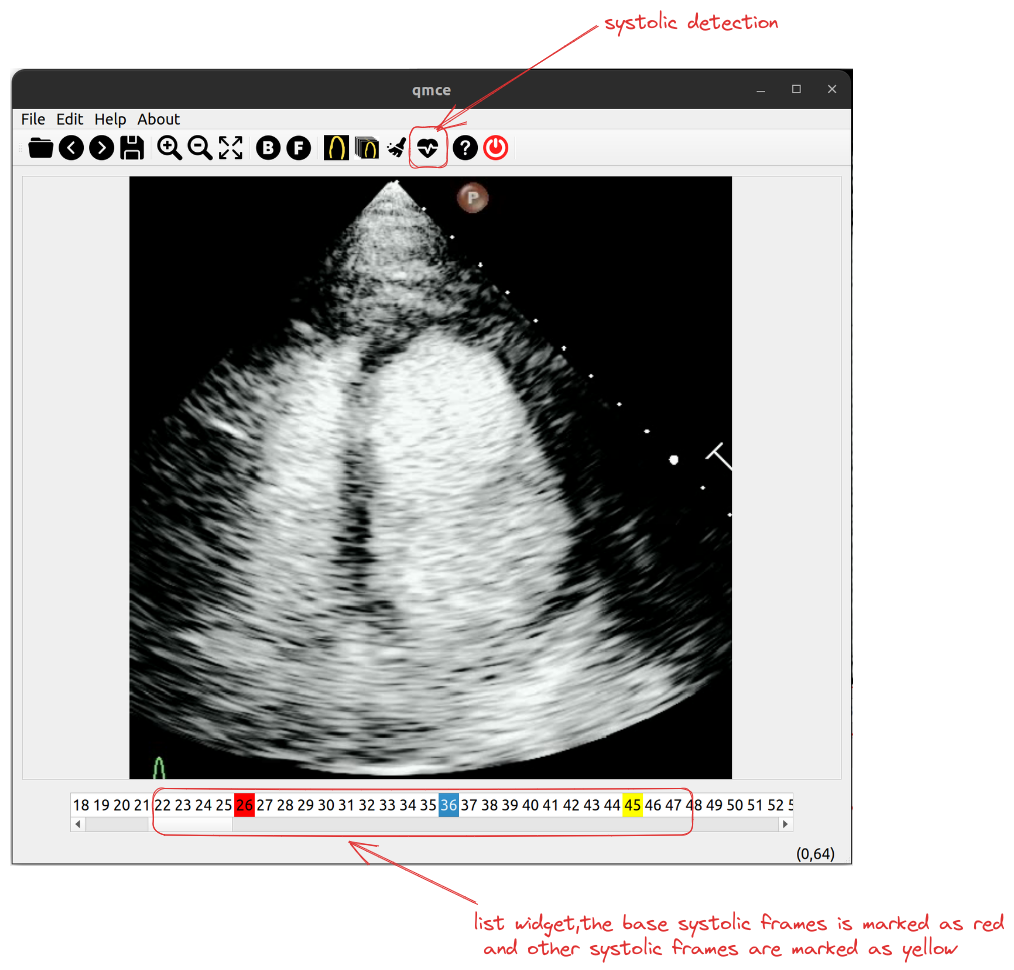 systolic detection
qmce
File Edit Help About
B F ?
P
18 19 20 21 22 23 24 25 26 27 28 29 30 31 32 33 34 35 36 37 38 39 40 41 42 43 44 45 46 47 48 49 50 51 52
(0,64)
list widget,the base systolic frames is marked as red
and other systolic frames are marked as yellow